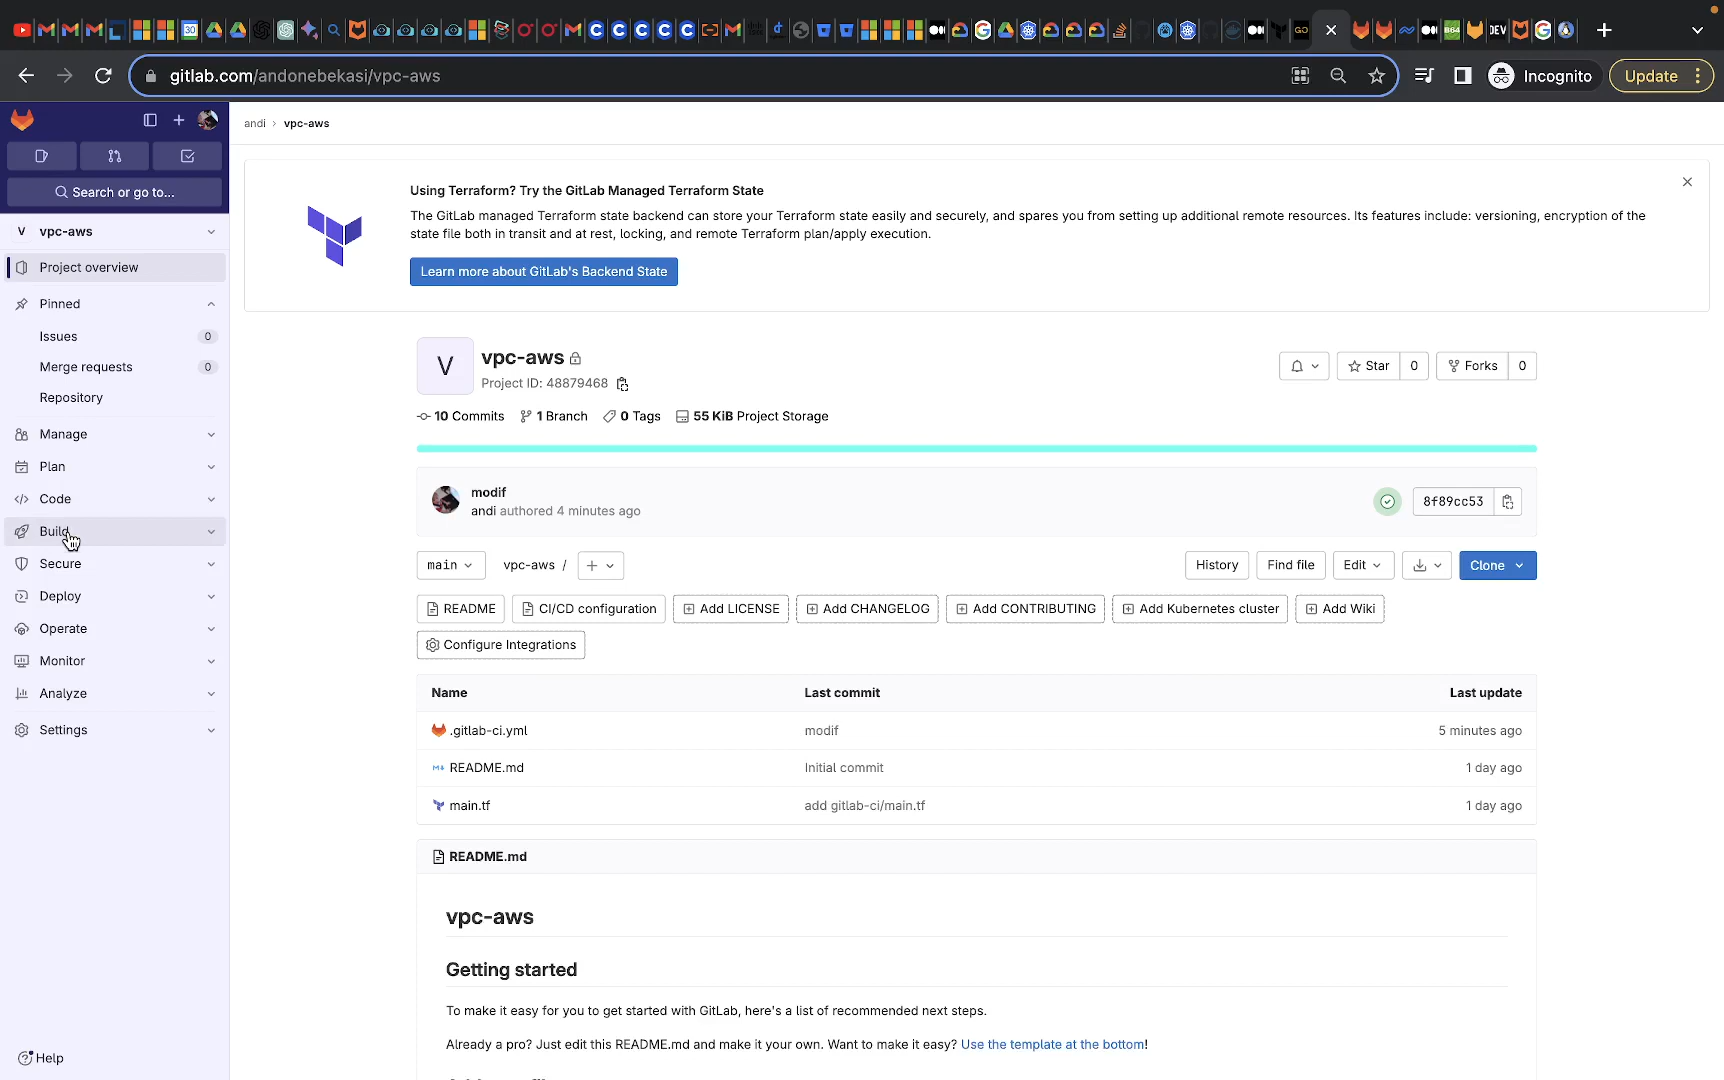 gitlab.com/andonebekasi/vpc-aws
Incognito
Update
Search or go to...
V vpc-aws
Project overview
Pinned
Issues 0
Merge requests 0
Repository
Manage
Plan
Code
Build
Secure
Deploy
Operate
Monitor
Analyze
Settings
Help
andi › vpc-aws
Using Terraform? Try the GitLab Managed Terraform State
The GitLab managed Terraform state backend can store your Terraform state easily and securely, and spares you from setting up additional remote resources. Its features include: versioning, encryption of the
state file both in transit and at rest, locking, and remote Terraform plan/apply execution.
Learn more about GitLab's Backend State
V
vpc-aws
Project ID: 48879468
Star 0
Forks 0
10 Commits 1 Branch 0 Tags 55 KiB Project Storage
modif
andi authored 4 minutes ago
8f89cc53
main vpc-aws /
History Find file Edit Clone
README CI/CD configuration Add LICENSE Add CHANGELOG Add CONTRIBUTING Add Kubernetes cluster Add Wiki
Configure Integrations
Name Last commit Last update
.gitlab-ci.yml modif 5 minutes ago
README.md Initial commit 1 day ago
main.tf add gitlab-ci/main.tf 1 day ago
README.md
vpc-aws
Getting started
To make it easy for you to get started with GitLab, here's a list of recommended next steps.
Already a pro? Just edit this README.md and make it your own. Want to make it easy? Use the template at the bottom!